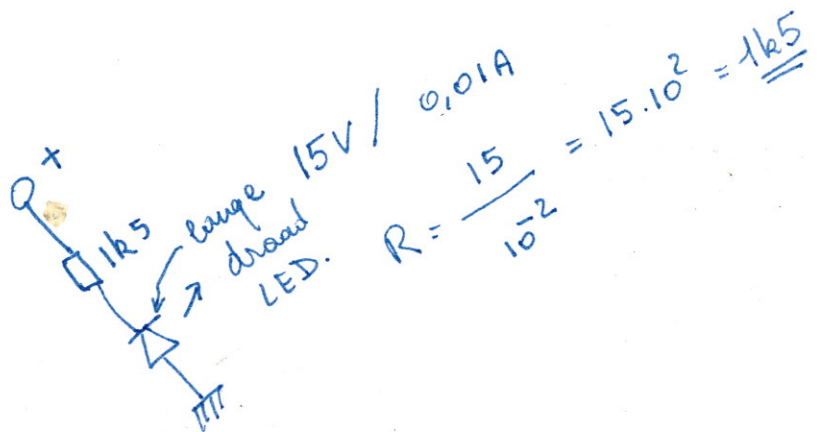 +
1k5
lange 15V / 0,01A
draad
LED.
R = 15 / 10⁻² = 15.10² = 1k5